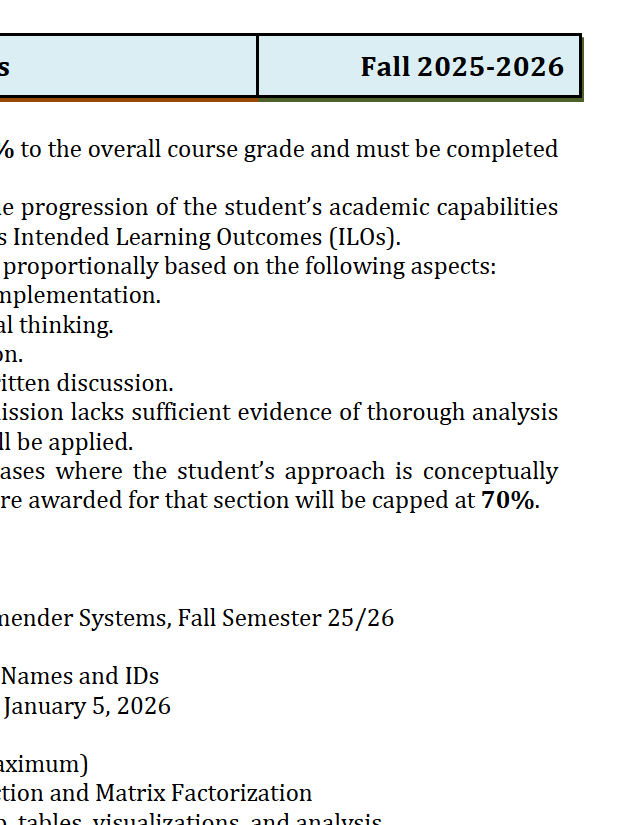 s
Fall 2025-2026
% to the overall course grade and must be completed
e progression of the student's academic capabilities
s Intended Learning Outcomes (ILOs).
proportionally based on the following aspects:
mplementation.
al thinking.
on.
itten discussion.
ission lacks sufficient evidence of thorough analysis
ll be applied.
ases where the student's approach is conceptually
re awarded for that section will be capped at 70%.
mender Systems, Fall Semester 25/26
Names and IDs
January 5, 2026
aximum)
ction and Matrix Factorization
p, tables, visualizations, and analysis